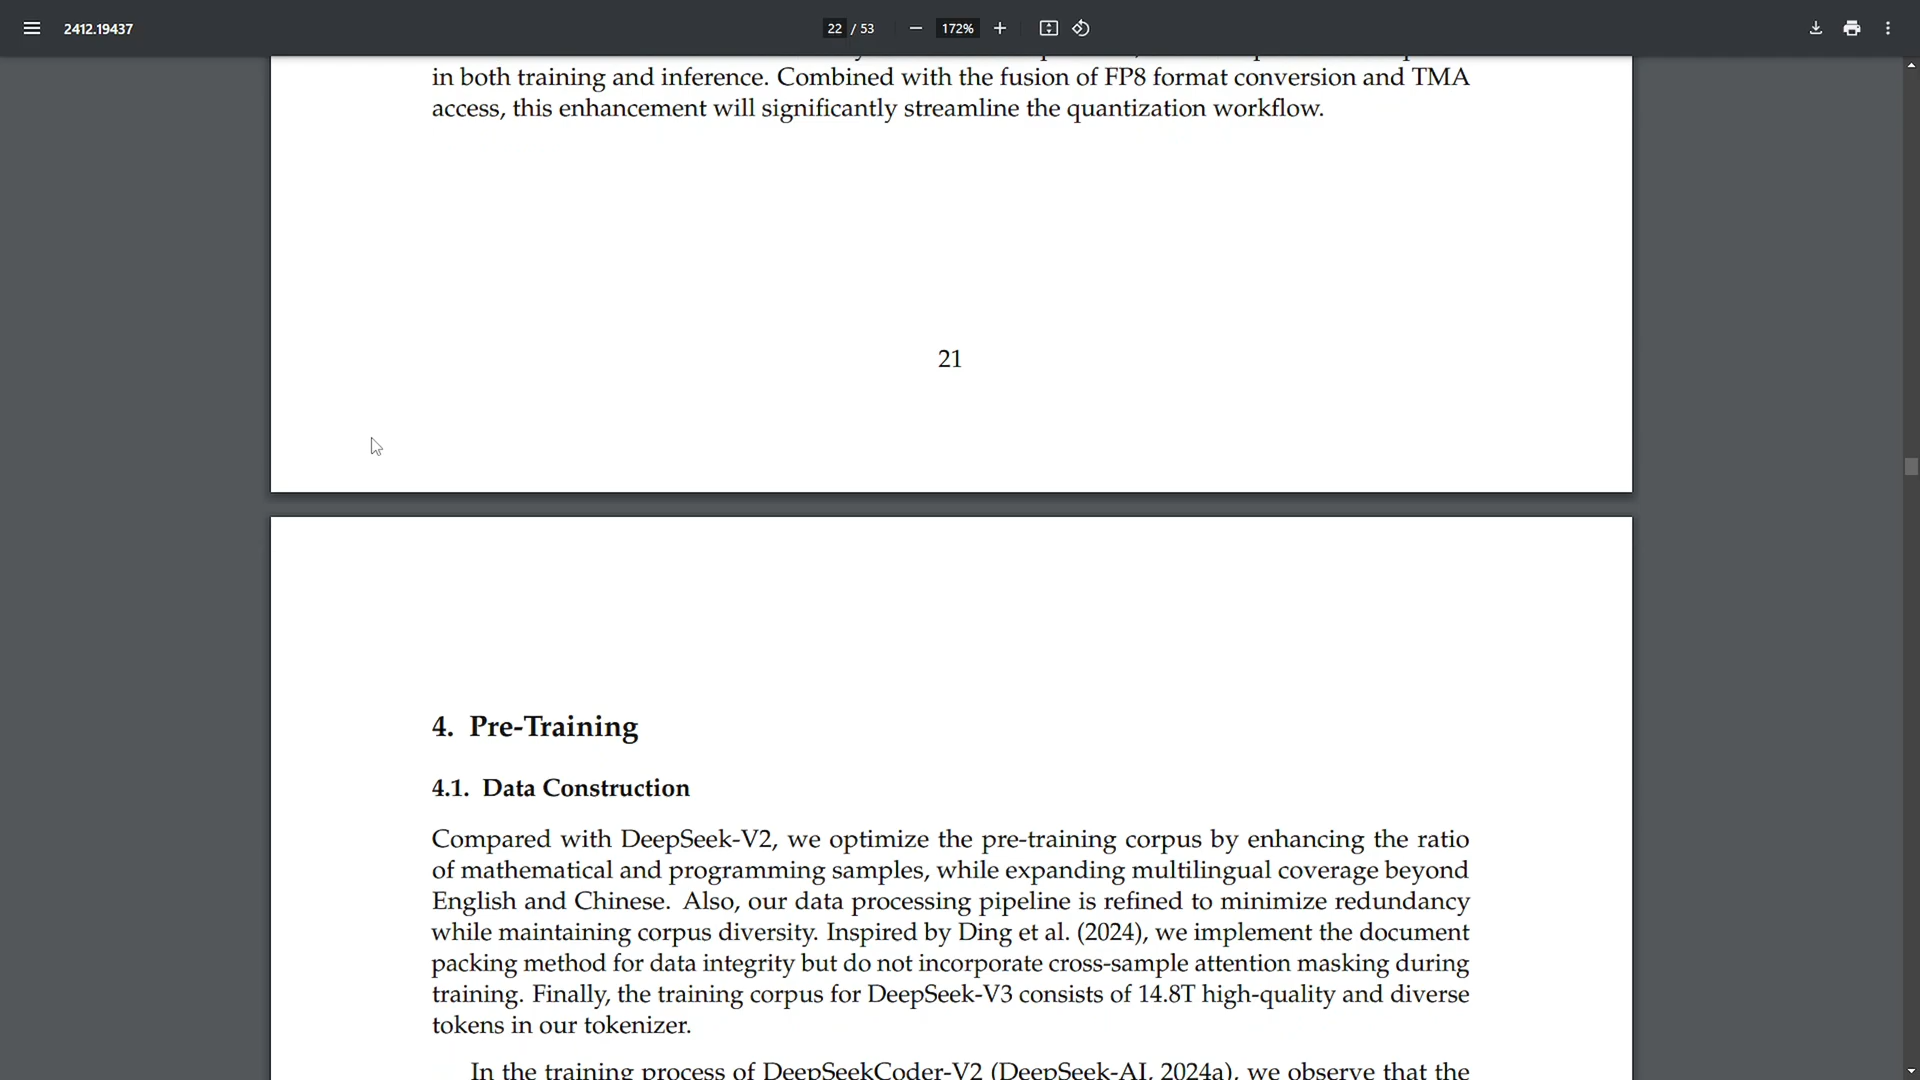 2412.19437
22 / 53
172%
in both training and inference. Combined with the fusion of FP8 format conversion and TMA
access, this enhancement will significantly streamline the quantization workflow.
21
4. Pre-Training
4.1. Data Construction
Compared with DeepSeek-V2, we optimize the pre-training corpus by enhancing the ratio
of mathematical and programming samples, while expanding multilingual coverage beyond
English and Chinese. Also, our data processing pipeline is refined to minimize redundancy
while maintaining corpus diversity. Inspired by Ding et al. (2024), we implement the document
packing method for data integrity but do not incorporate cross-sample attention masking during
training. Finally, the training corpus for DeepSeek-V3 consists of 14.8T high-quality and diverse
tokens in our tokenizer.
In the training process of DeepSeekCoder-V2 (DeepSeek-AI, 2024a), we observe that the